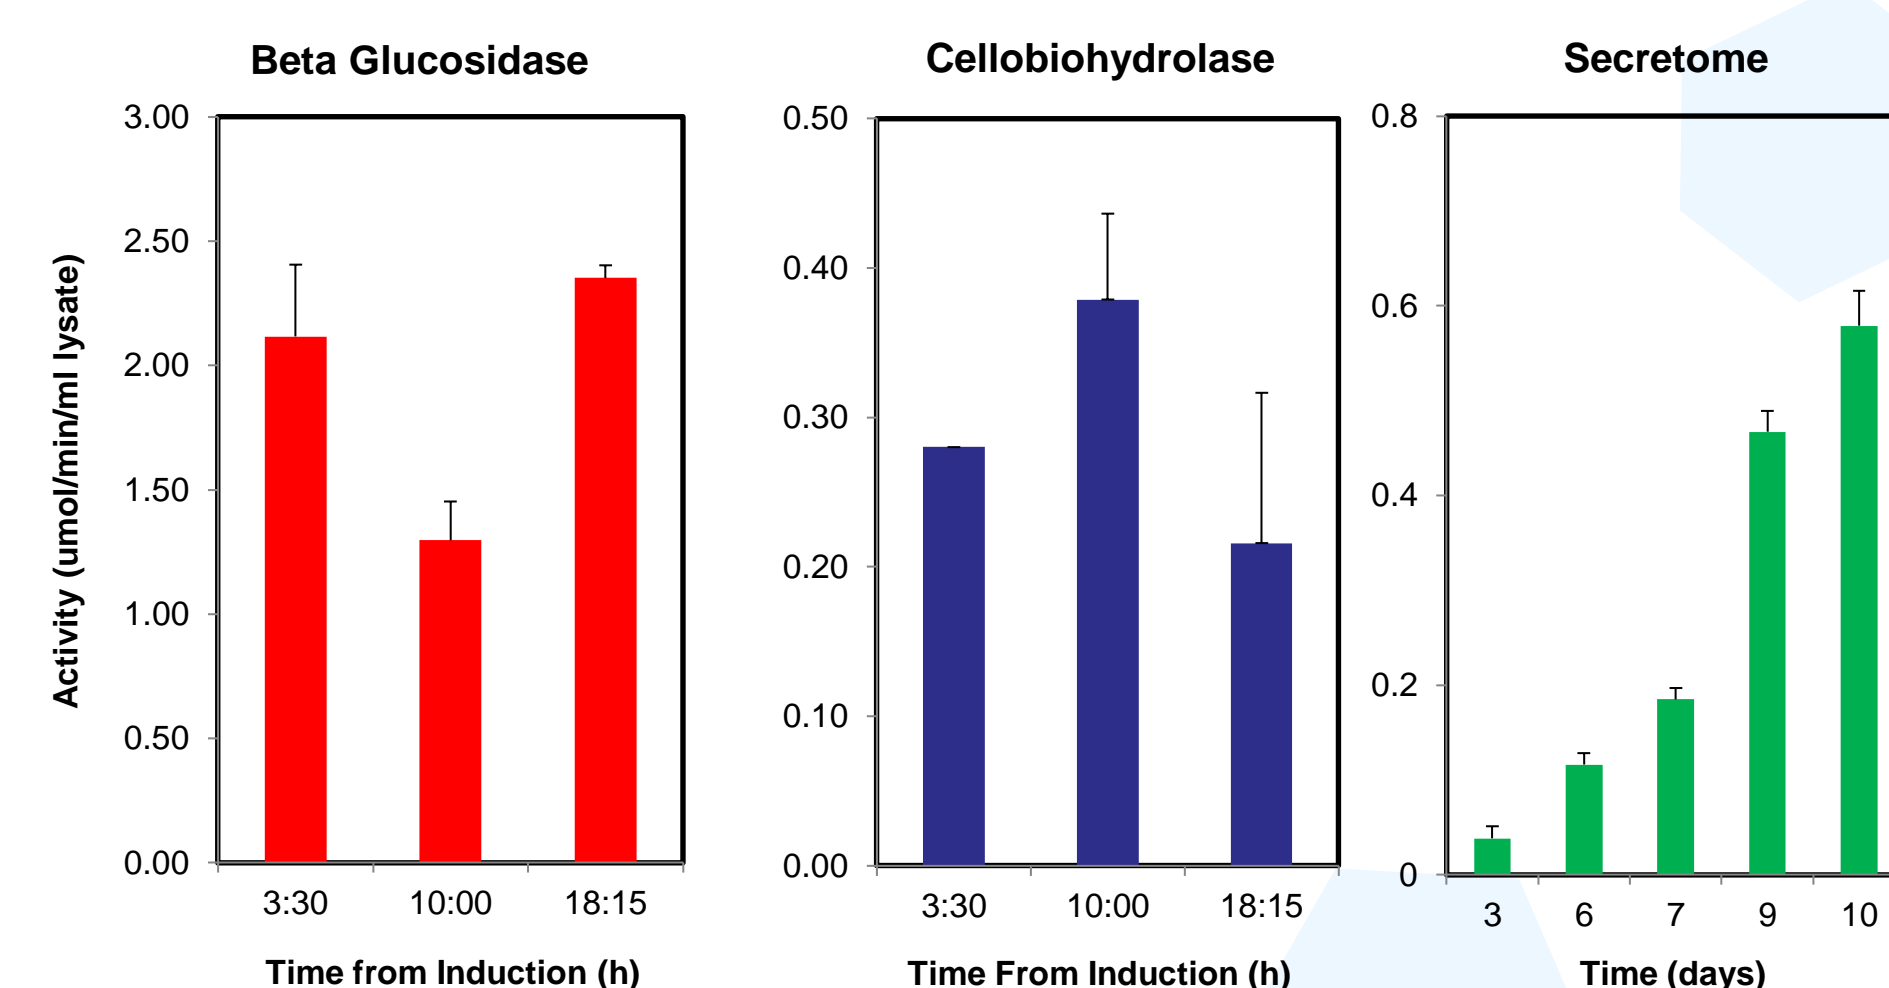 Beta Glucosidase
Activity (umol/min/ml lysate)
3.00
2.50
2.00
1.50
1.00
0.50
0.00
3:30 10:00 18:15
Time from Induction (h)
Cellobiohydrolase
0.50
0.40
0.30
0.20
0.10
0.00
3:30 10:00 18:15
Time From Induction (h)
Secretome
0.8
0.6
0.4
0.2
0
3 6 7 9 10
Time (days)